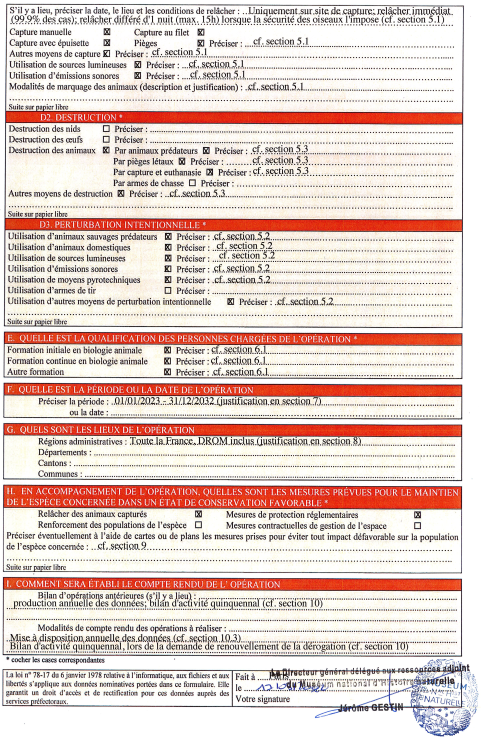 S'il y a lieu, préciser la date, le lieu et les conditions de relâcher : Uniquement sur site de capture; relâcher immédiat
(99.9% des cas); relâcher différé d'1 nuit (max. 15h) lorsque la sécurité des oiseaux l'impose (cf. section 5.1)
Capture manuelle ☒ Capture au filet ☒
Capture avec épuisette ☒ Pièges ☒ Préciser : cf. section 5.1
Autres moyens de capture ☒ Préciser : cf. section 5.1
Utilisation de sources lumineuses ☒ Préciser : cf. section 5.1
Utilisation d'émissions sonores ☒ Préciser : cf. section 5.1
Modalités de marquage des animaux (description et justification) : cf. section 5.1
Suite sur papier libre
D2. DESTRUCTION *
Destruction des nids ☐ Préciser :
Destruction des œufs ☐ Préciser :
Destruction des animaux ☒ Par animaux prédateurs ☒ Préciser : cf. section 5.3
Par pièges létaux ☒ Préciser : cf. section 5.3
Par capture et euthanasie ☒ Préciser : cf. section 5.3
Par armes de chasse ☐ Préciser :
Autres moyens de destruction ☒ Préciser : cf. section 5.3
Suite sur papier libre
D3. PERTURBATION INTENTIONNELLE *
Utilisation d'animaux sauvages prédateurs ☒ Préciser : cf. section 5.2
Utilisation d'animaux domestiques ☒ Préciser : cf. section 5.2
Utilisation de sources lumineuses ☒ Préciser : cf. section 5.2
Utilisation d'émissions sonores ☒ Préciser : cf. section 5.2
Utilisation de moyens pyrotechniques ☒ Préciser : cf. section 5.2
Utilisation d'armes de tir ☐ Préciser :
Utilisation d'autres moyens de perturbation intentionnelle ☒ Préciser : cf. section 5.2
Suite sur papier libre
E. QUELLE EST LA QUALIFICATION DES PERSONNES CHARGÉES DE L'OPÉRATION *
Formation initiale en biologie animale ☒ Préciser : cf. section 6.1
Formation continue en biologie animale ☒ Préciser : cf. section 6.1
Autre formation ☒ Préciser : cf. section 6.1
F. QUELLE EST LA PÉRIODE OU LA DATE DE L'OPÉRATION
Préciser la période : 01/01/2023 - 31/12/2032 (justification en section 7)
ou la date :
G. QUELS SONT LES LIEUX DE L'OPÉRATION
Régions administratives : Toute la France, DROM inclus (justification en section 8)
Départements :
Cantons :
Communes :
H. EN ACCOMPAGNEMENT DE L'OPÉRATION, QUELLES SONT LES MESURES PRÉVUES POUR LE MAINTIEN
DE L'ESPÈCE CONCERNÉE DANS UN ÉTAT DE CONSERVATION FAVORABLE *
Relâcher des animaux capturés ☒ Mesures de protection réglementaires ☒
Renforcement des populations de l'espèce ☐ Mesures contractuelles de gestion de l'espace ☐
Préciser éventuellement à l'aide de cartes ou de plans les mesures prises pour éviter tout impact défavorable sur la population
de l'espèce concernée : cf. section 9
Suite sur papier libre
I. COMMENT SERA ÉTABLI LE COMPTE RENDU DE L'OPÉRATION
Bilan d'opérations antérieures (s'il y a lieu) :
production annuelle des données; bilan d'activité quinquennal (cf. section 10)
Modalités de compte rendu des opérations à réaliser :
Mise à disposition annuelle des données (cf. section 10.3)
Bilan d'activité quinquennal, lors de la demande de renouvellement de la dérogation (cf. section 10)
* cocher les cases correspondantes
La loi n° 78-17 du 6 janvier 1978 relative à l'informatique, aux fichiers et aux
libertés s'applique aux données nominatives portées dans ce formulaire. Elle
garantit un droit d'accès et de rectification pour ces données auprès des
services préfectoraux.
Fait à Paris
le
Votre signature
Le Directeur général délégué aux ressources adjoint
du Muséum national d'Histoire naturelle
Jérôme GESTIN